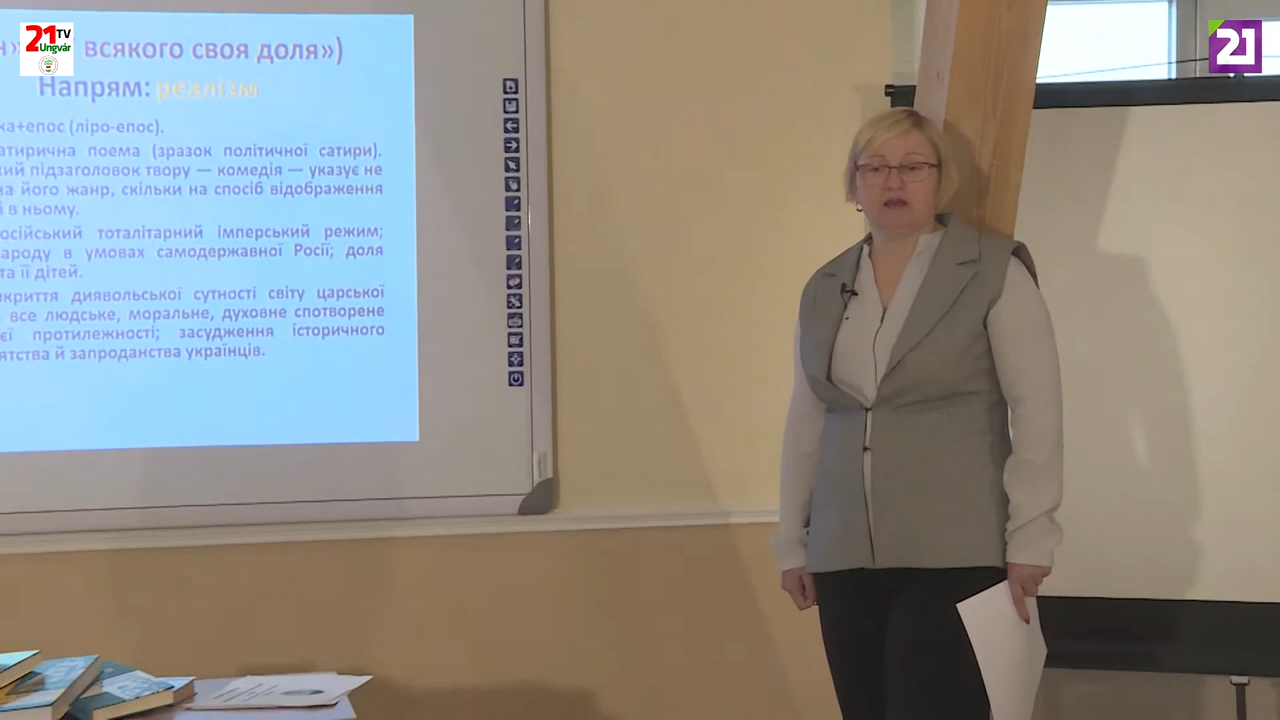 21 TV
Ungvár
21
всякого своя доля»)
Напрям: реалізм
ка+епос (ліро-епос).
атирична поема (зразок політичної сатири).
кий підзаголовок твору — комедія — указує не
на його жанр, скільки на спосіб відображення
і в ньому.
осійський тоталітарний імперський режим;
ароду в умовах самодержавної Росії; доля
та її дітей.
криття диявольської сутності світу царської
все людське, моральне, духовне спотворене
єї протилежності; засудження історичного
ятства й запроданства українців.